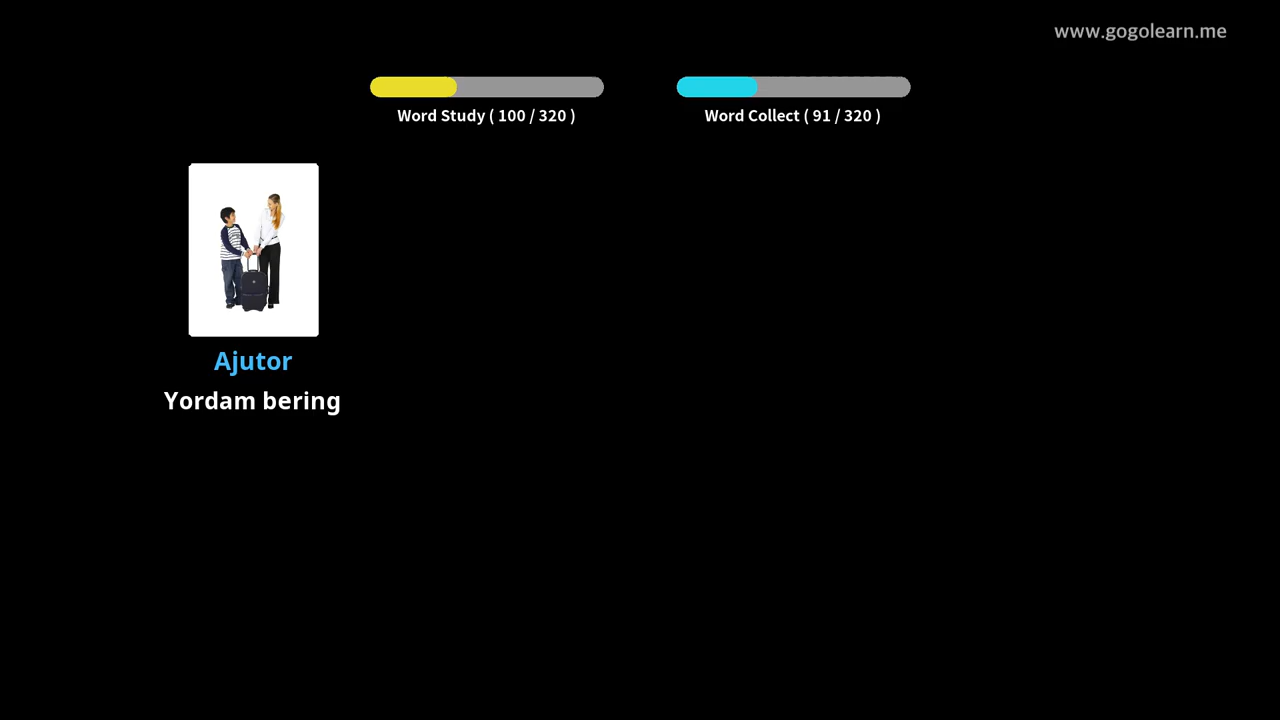 www.gogolearn.me
Word Study ( 100 / 320 )
Word Collect ( 91 / 320 )
Ajutor
Yordam bering